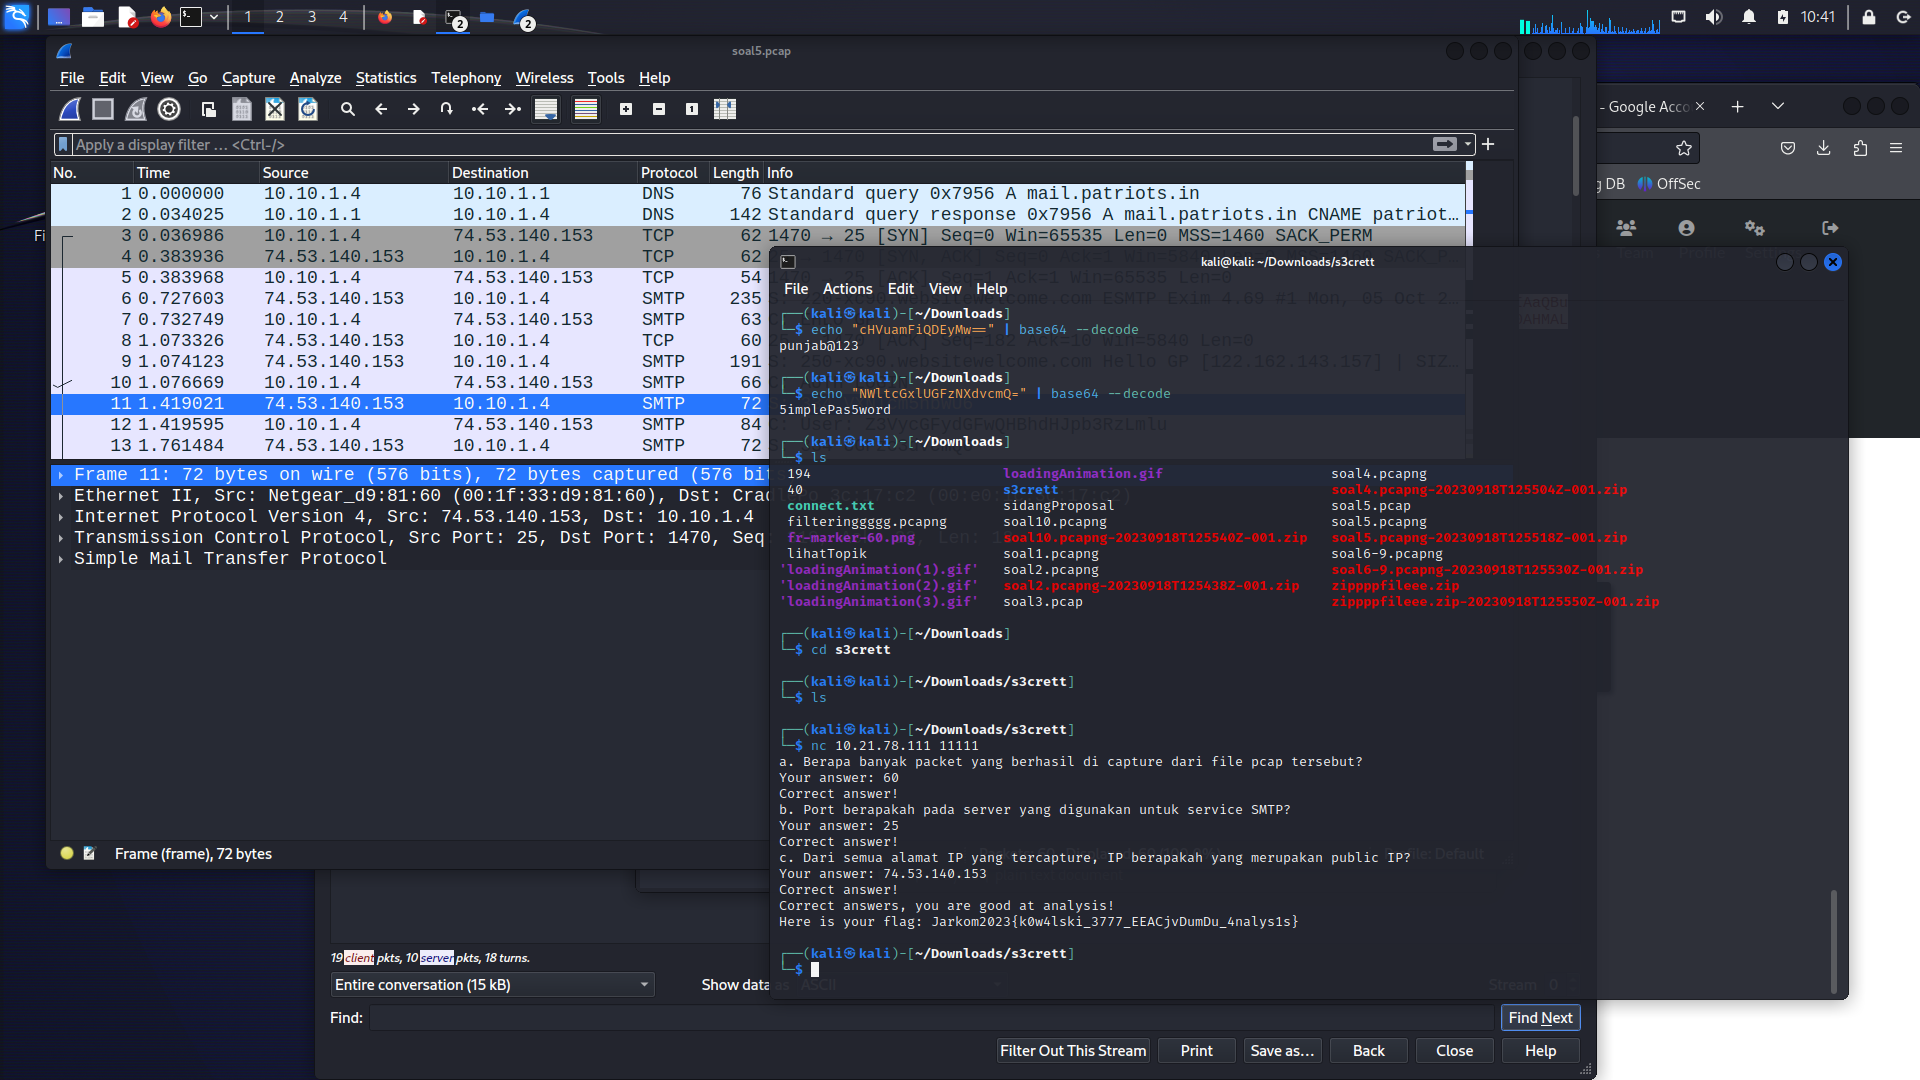 1 2 3 4
2
2
10:41
soal5.pcap
File Edit View Go Capture Analyze Statistics Telephony Wireless Tools Help
Apply a display filter … <Ctrl-/>
No. Time Source Destination Protocol Length Info
1 0.000000 10.10.1.4 10.10.1.1 DNS 76 Standard query 0x7956 A mail.patriots.in
2 0.034025 10.10.1.1 10.10.1.4 DNS 142 Standard query response 0x7956 A mail.patriots.in CNAME patriot…
3 0.036986 10.10.1.4 74.53.140.153 TCP 62 1470 → 25 [SYN] Seq=0 Win=65535 Len=0 MSS=1460 SACK_PERM
4 0.383936 74.53.140.153 10.10.1.4 TCP 62
5 0.383968 10.10.1.4 74.53.140.153 TCP 54
6 0.727603 74.53.140.153 10.10.1.4 SMTP 235
7 0.732749 10.10.1.4 74.53.140.153 SMTP 63
8 1.073326 74.53.140.153 10.10.1.4 TCP 60
9 1.074123 74.53.140.153 10.10.1.4 SMTP 191
10 1.076669 10.10.1.4 74.53.140.153 SMTP 66
11 1.419021 74.53.140.153 10.10.1.4 SMTP 72
12 1.419595 10.10.1.4 74.53.140.153 SMTP 84
13 1.761484 74.53.140.153 10.10.1.4 SMTP 72
Frame 11: 72 bytes on wire (576 bits), 72 bytes captured (576 bi
Ethernet II, Src: Netgear_d9:81:60 (00:1f:33:d9:81:60), Dst: Crad
Internet Protocol Version 4, Src: 74.53.140.153, Dst: 10.10.1.4
Transmission Control Protocol, Src Port: 25, Dst Port: 1470, Seq:
Simple Mail Transfer Protocol
Frame (frame), 72 bytes
- Google Acco
g DB OffSec
kali@kali: ~/Downloads/s3crett
File Actions Edit View Help
(kali㉿kali)-[~/Downloads]
$ echo "cHVuamFiQDEyMw==" | base64 --decode
punjab@123
(kali㉿kali)-[~/Downloads]
$ echo "NWltcGxlUGFzNXdvcmQ=" | base64 --decode
5implePas5word
(kali㉿kali)-[~/Downloads]
$ ls
194 loadingAnimation.gif soal4.pcapng
40 s3crett soal4.pcapng-20230918T125504Z-001.zip
connect.txt sidangProposal soal5.pcap
filteringgggg.pcapng soal10.pcapng soal5.pcapng
fr-marker-60.png soal10.pcapng-20230918T125540Z-001.zip soal5.pcapng-20230918T125518Z-001.zip
lihatTopik soal1.pcapng soal6-9.pcapng
'loadingAnimation(1).gif' soal2.pcapng soal6-9.pcapng-20230918T125530Z-001.zip
'loadingAnimation(2).gif' soal2.pcapng-20230918T125438Z-001.zip zippppfileee.zip
'loadingAnimation(3).gif' soal3.pcap zippppfileee.zip-20230918T125550Z-001.zip
(kali㉿kali)-[~/Downloads]
$ cd s3crett
(kali㉿kali)-[~/Downloads/s3crett]
$ ls
(kali㉿kali)-[~/Downloads/s3crett]
$ nc 10.21.78.111 11111
a. Berapa banyak packet yang berhasil di capture dari file pcap tersebut?
Your answer: 60
Correct answer!
b. Port berapakah pada server yang digunakan untuk service SMTP?
Your answer: 25
Correct answer!
c. Dari semua alamat IP yang tercapture, IP berapakah yang merupakan public IP?
Your answer: 74.53.140.153
Correct answer!
Correct answers, you are good at analysis!
Here is your flag: Jarkom2023{k0w4lski_3777_EEACjvDumDu_4nalys1s}
(kali㉿kali)-[~/Downloads/s3crett]
$
19 client pkts, 10 server pkts, 18 turns.
Entire conversation (15 kB) Show data as ASCII Stream 0
Find: Find Next
Filter Out This Stream Print Save as… Back Close Help